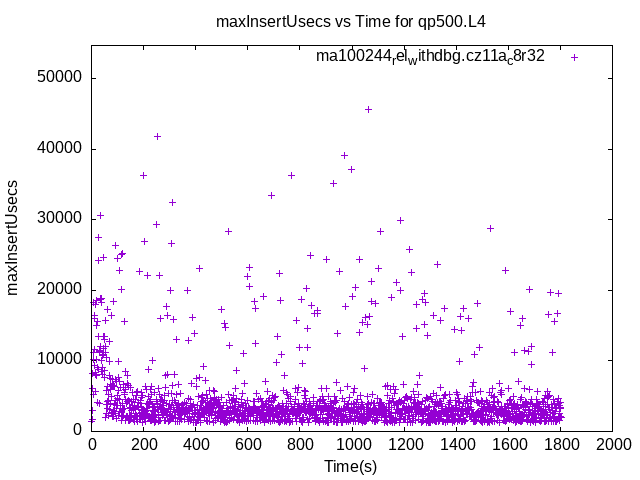 maxInsertUsecs vs Time for qp500.L4
ma100244relwithdbg.cz11ac8r32
50000
40000
30000
20000
10000
0
maxInsertUsecs
0 200 400 600 800 1000 1200 1400 1600 1800 2000
Time(s)